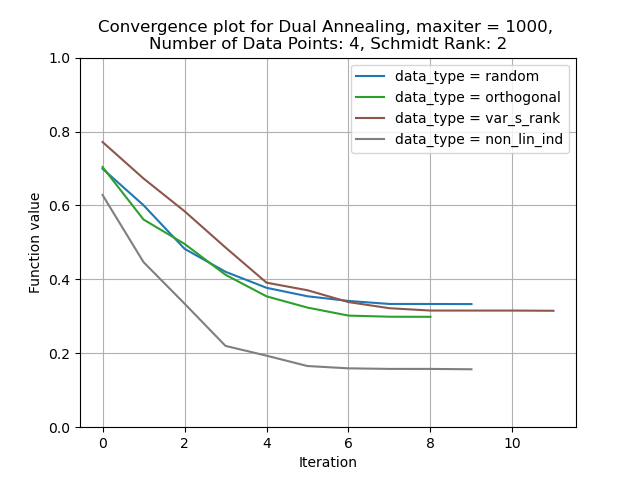 Convergence plot for Dual Annealing, maxiter = 1000,
Number of Data Points: 4, Schmidt Rank: 2
data_type = random
data_type = orthogonal
data_type = var_s_rank
data_type = non_lin_ind
Function value
1.0
0.8
0.6
0.4
0.2
0.0
0 2 4 6 8 10
Iteration